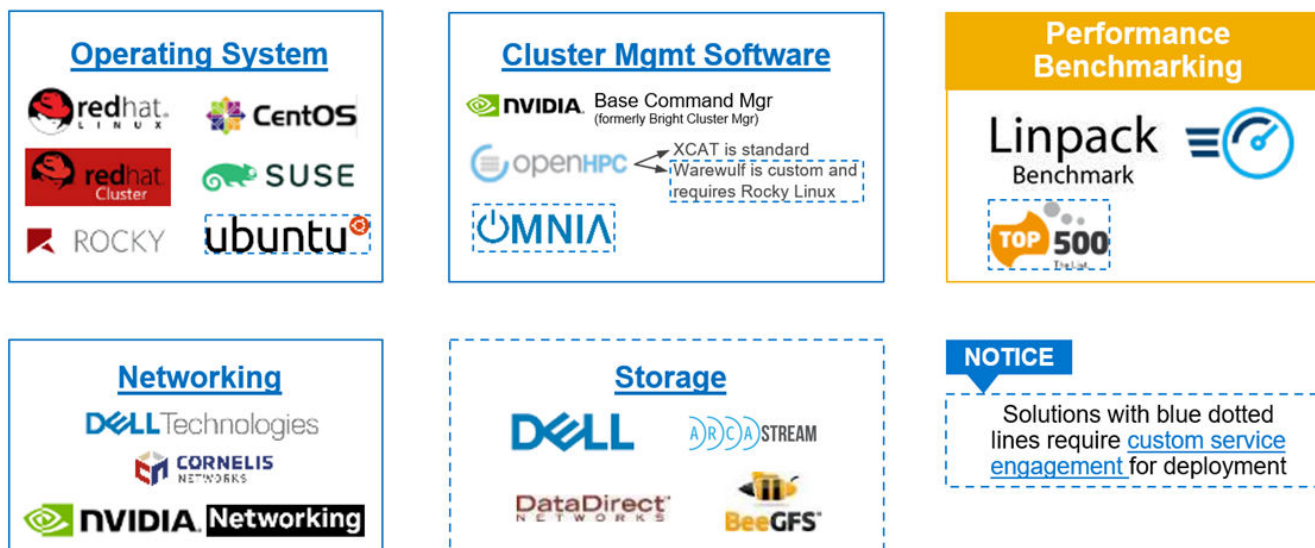 Operating System
redhat.
LINUX
CentOS
redhat
Cluster
SUSE
ROCKY
ubuntu
Cluster Mgmt Software
NVIDIA.
Base Command Mgr
(formerly Bright Cluster Mgr)
openHPC
XCAT is standard
Warewulf is custom and
requires Rocky Linux
OMNIA
Performance
Benchmarking
Linpack
Benchmark
TOP 500
The List.
Networking
DELLTechnologies
CORNELIS
NETWORKS
NVIDIA. Networking
Storage
DELL
ARCASTREAM
DataDirect
NETWORKS
BeeGFS
NOTICE
Solutions with blue dotted
lines require custom service
engagement for deployment